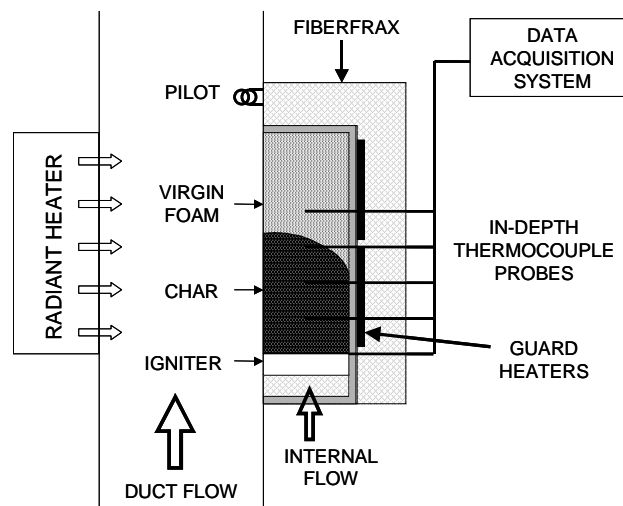 FIBERFRAX
DATA
ACQUISITION
SYSTEM
PILOT
RADIANT HEATER
VIRGIN
FOAM
IN-DEPTH
THERMOCOUPLE
PROBES
CHAR
IGNITER
GUARD
HEATERS
INTERNAL
FLOW
DUCT FLOW